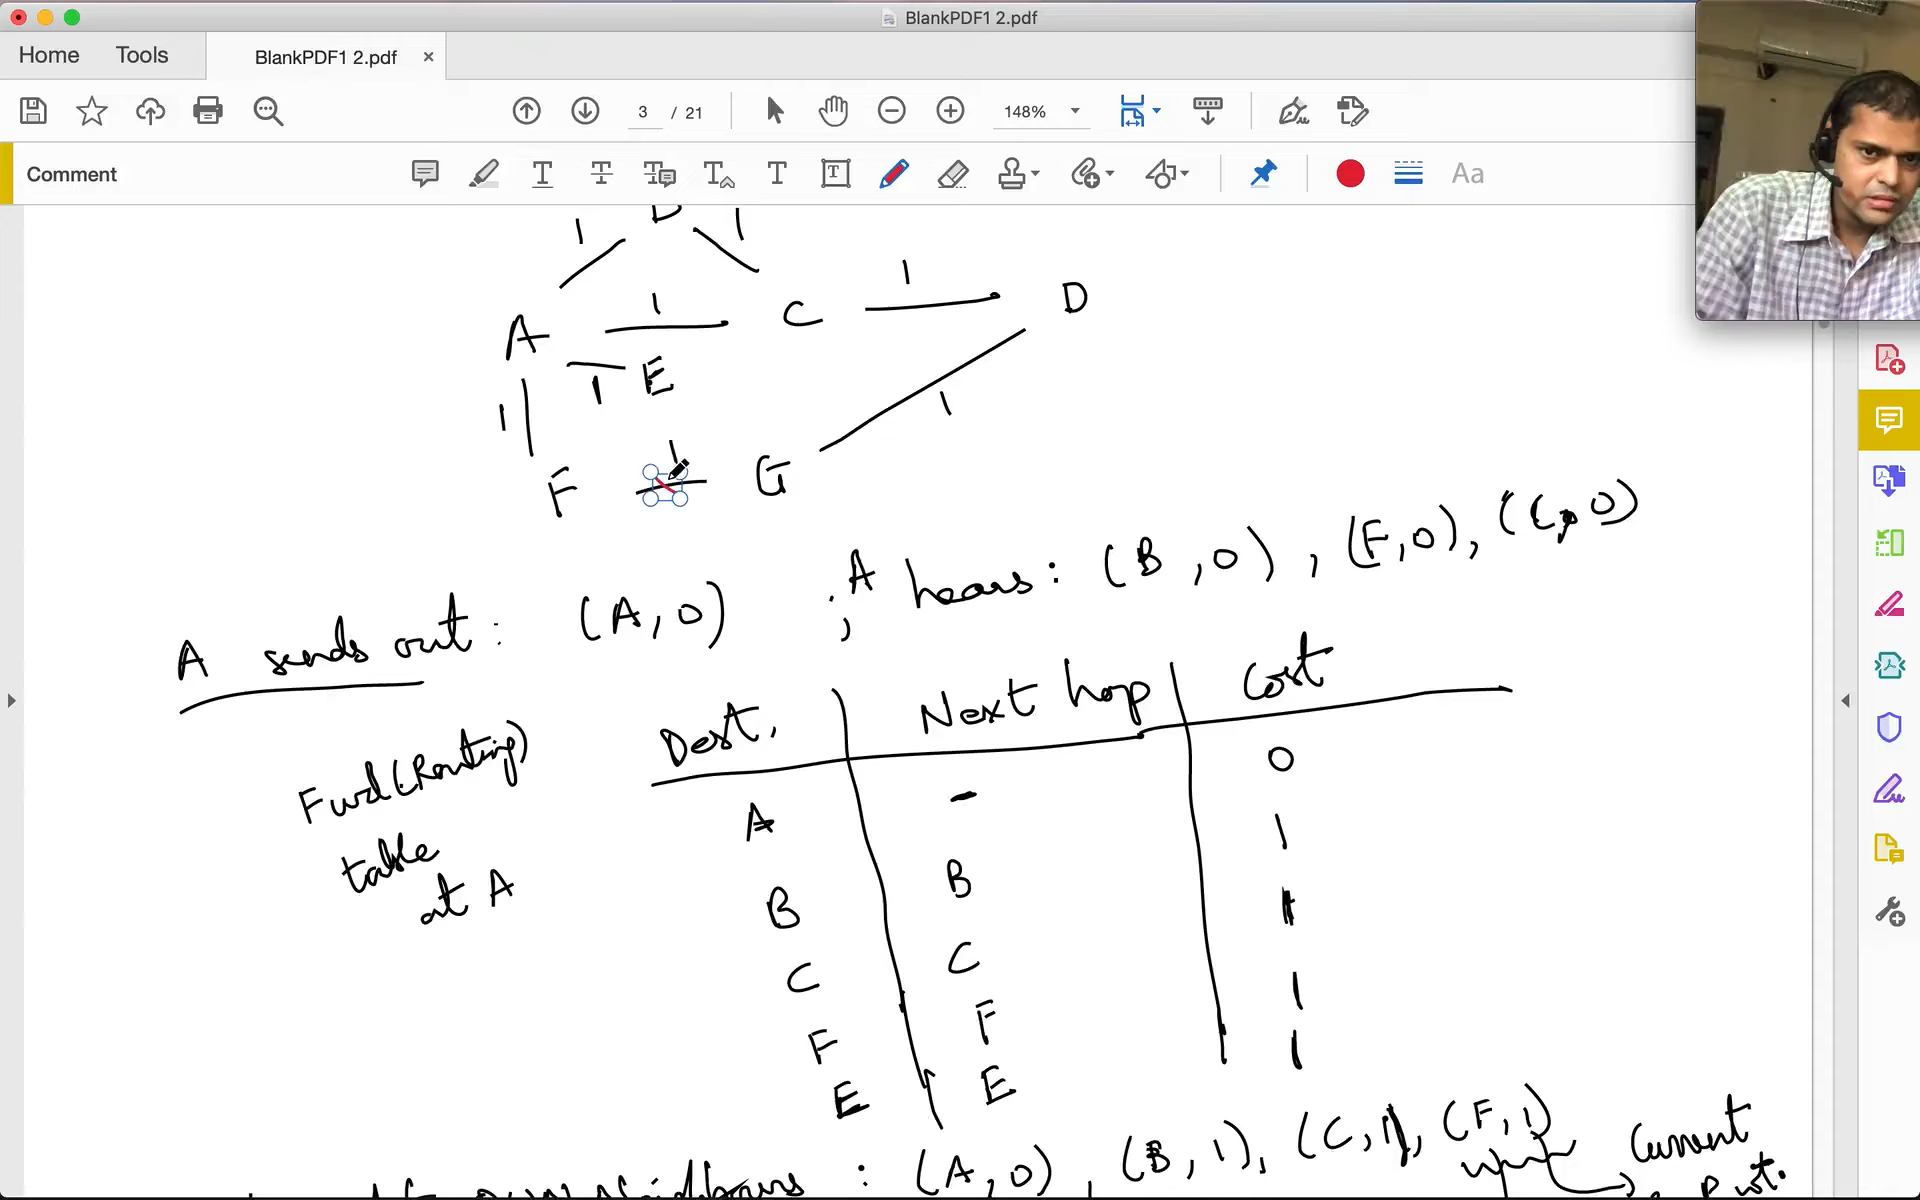 BlankPDF1 2.pdf
Home Tools BlankPDF1 2.pdf ×
3 / 21 148%
Comment Aa
1 B 1
A 1 C 1 D
1 E
1 1
F 1 G
A sends out: (A, 0) ; A hears: (B, 0), (F, 0), (C, 0)
Dest. Next hop Cost
Fwd (Routing) table at A
A - 0
B B 1
C C 1
F F 1
E E 1
Neighbours : (A, 0), (B, 1), (C, 1), (F, 1) Current